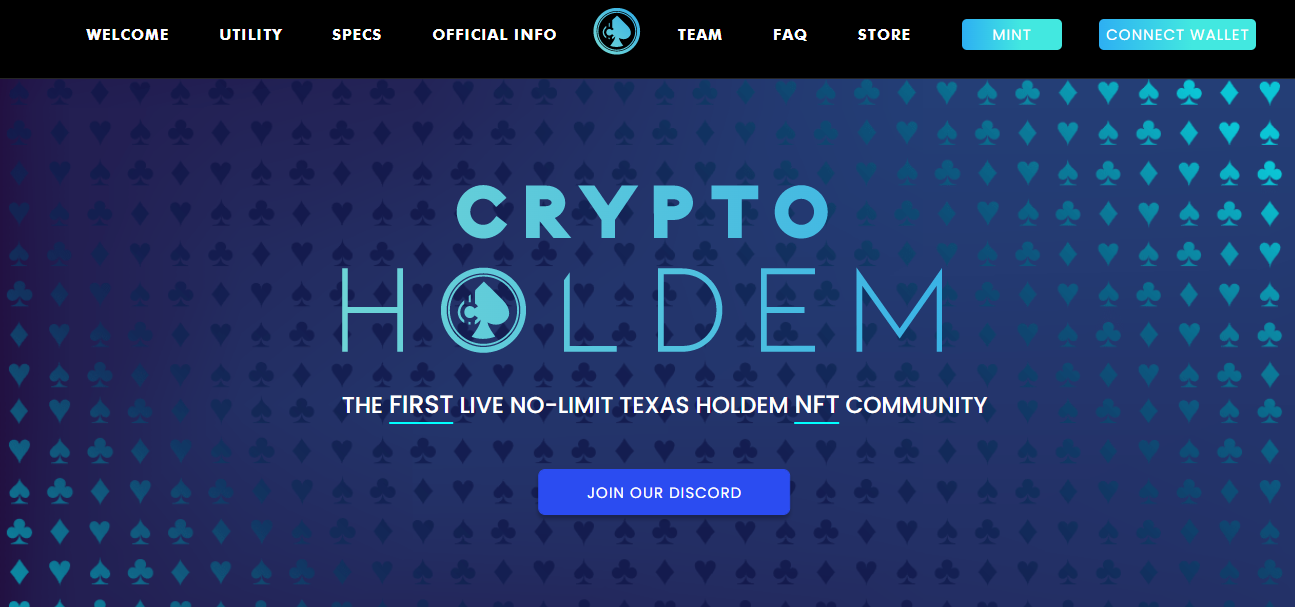 WELCOME UTILITY SPECS OFFICIAL INFO TEAM FAQ STORE MINT CONNECT WALLET
CRYPTO
HOLDEM
THE FIRST LIVE NO-LIMIT TEXAS HOLDEM NFT COMMUNITY
JOIN OUR DISCORD